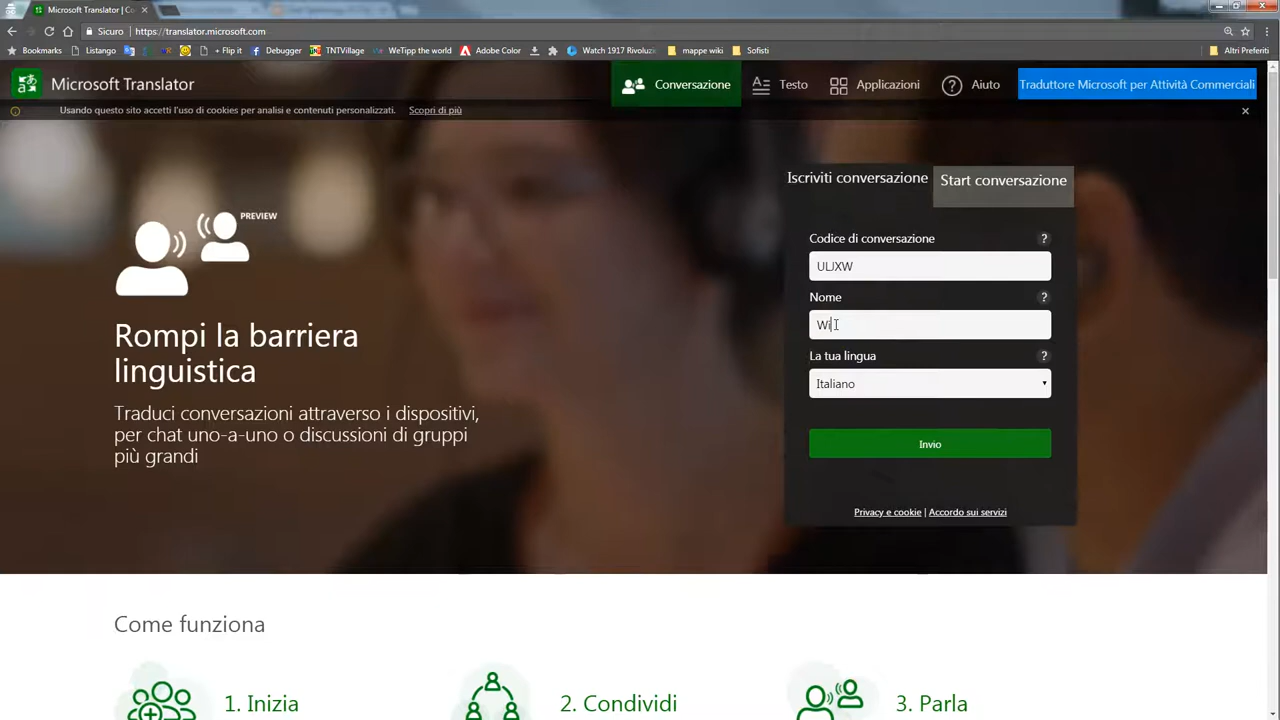 Microsoft Translator | Co
Sicuro | https://translator.microsoft.com
Bookmarks Listango + Flip it Debugger TNTVillage WeTipp the world Adobe Color Watch 1917 Rivoluzi mappe wiki Sofisti Altri Preferiti
Microsoft Translator Conversazione Testo Applicazioni Aiuto Traduttore Microsoft per Attività Commerciali
Usando questo sito accetti l'uso di cookies per analisi e contenuti personalizzati. Scopri di più
Iscriviti conversazione Start conversazione
PREVIEW
Codice di conversazione ?
ULJXW
Nome ?
Wi
La tua lingua ?
Italiano
Invio
Privacy e cookie | Accordo sui servizi
Rompi la barriera
linguistica
Traduci conversazioni attraverso i dispositivi,
per chat uno-a-uno o discussioni di gruppi
più grandi
Come funziona
1. Inizia 2. Condividi 3. Parla